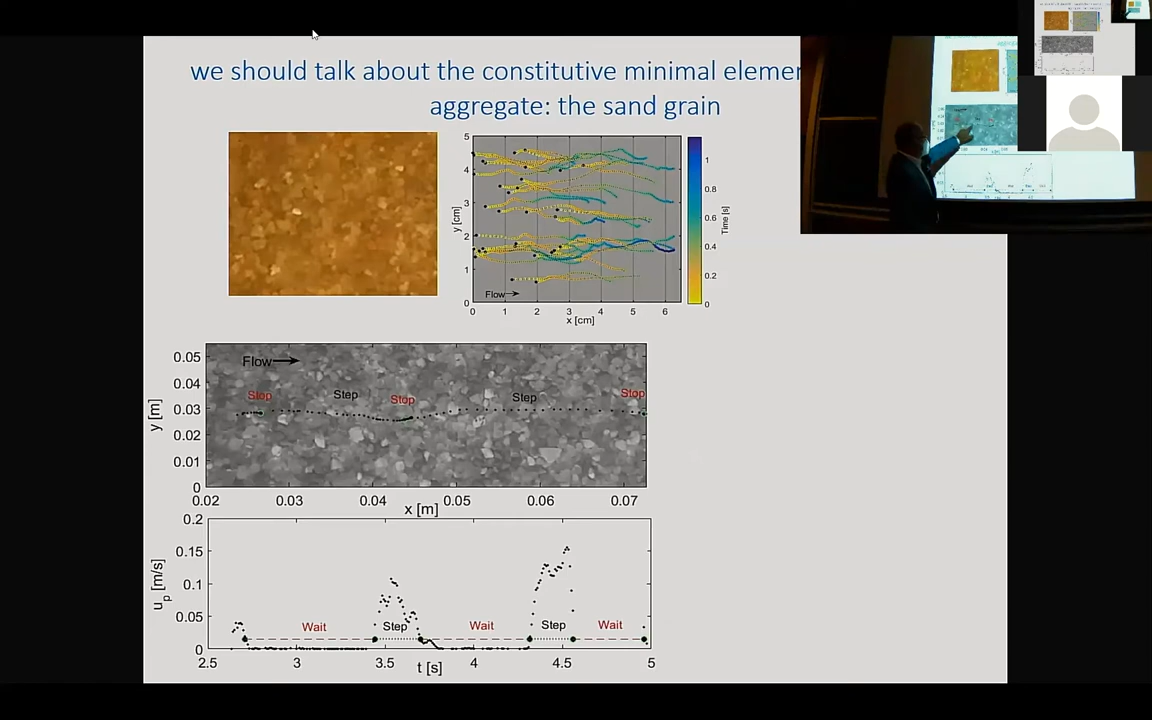 we should talk about the constitutive minimal
aggregate: the sand grain
5
4
3
2
1
0
y [cm]
Flow
0 1 2 3 4 5 6
x [cm]
1
0.8
0.6
0.4
0.2
0
Time [s]
0.05
0.04
0.03
0.02
0.01
0
y [m]
Flow
Stop Step Stop Step Stop
0.02 0.03 0.04 0.05 0.06 0.07
x [m]
0.2
0.15
0.1
0.05
0
u_p [m/s]
Wait Step Wait Step Wait
2.5 3 3.5 4 4.5 5
t [s]